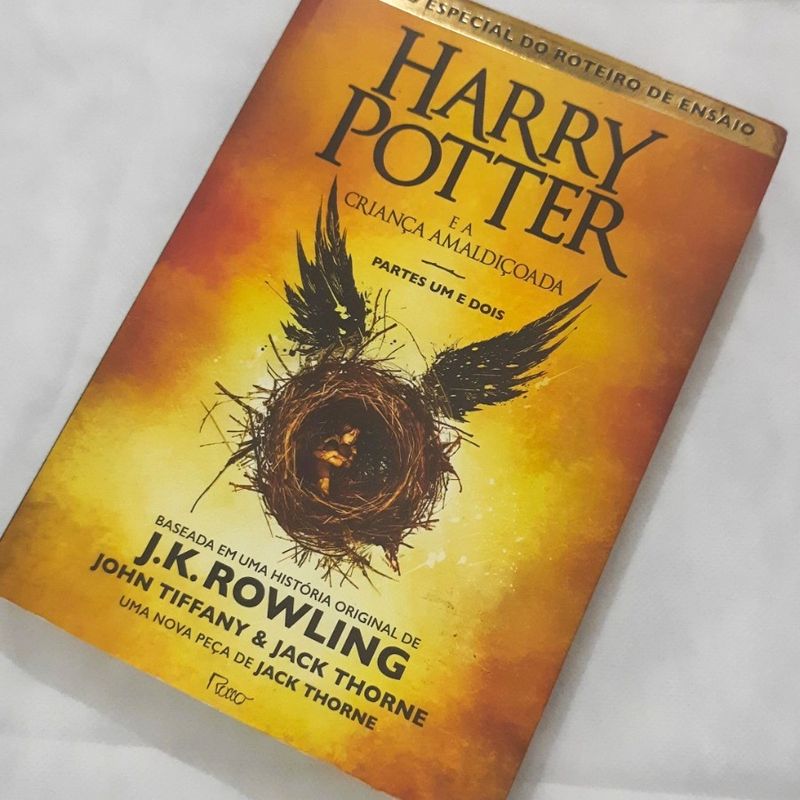 ESPECIAL DO ROTEIRO DE ENSAIO
HARRY
POTTER
E A
CRIANÇA AMALDIÇOADA
PARTES UM E DOIS
BASEADA EM UMA HISTÓRIA ORIGINAL DE
J.K. ROWLING
JOHN TIFFANY & JACK THORNE
UMA NOVA PEÇA DE JACK THORNE
Rocco